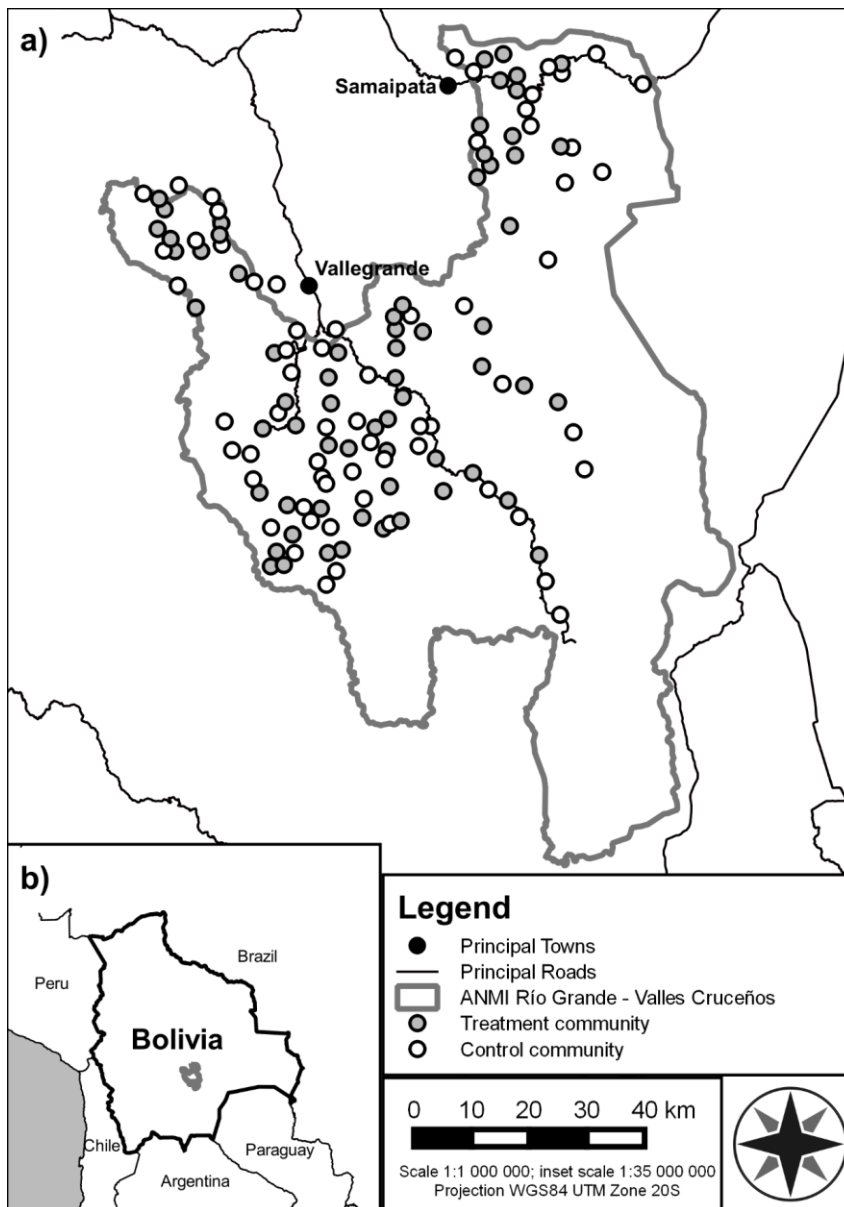 a)
Samaipata
Vallegrande
b)
Brazil
Peru
Bolivia
Chile
Paraguay
Argentina
Legend
Principal Towns
Principal Roads
ANMI Río Grande - Valles Cruceños
Treatment community
Control community
0 10 20 30 40 km
Scale 1:1 000 000; inset scale 1:35 000 000
Projection WGS84 UTM Zone 20S